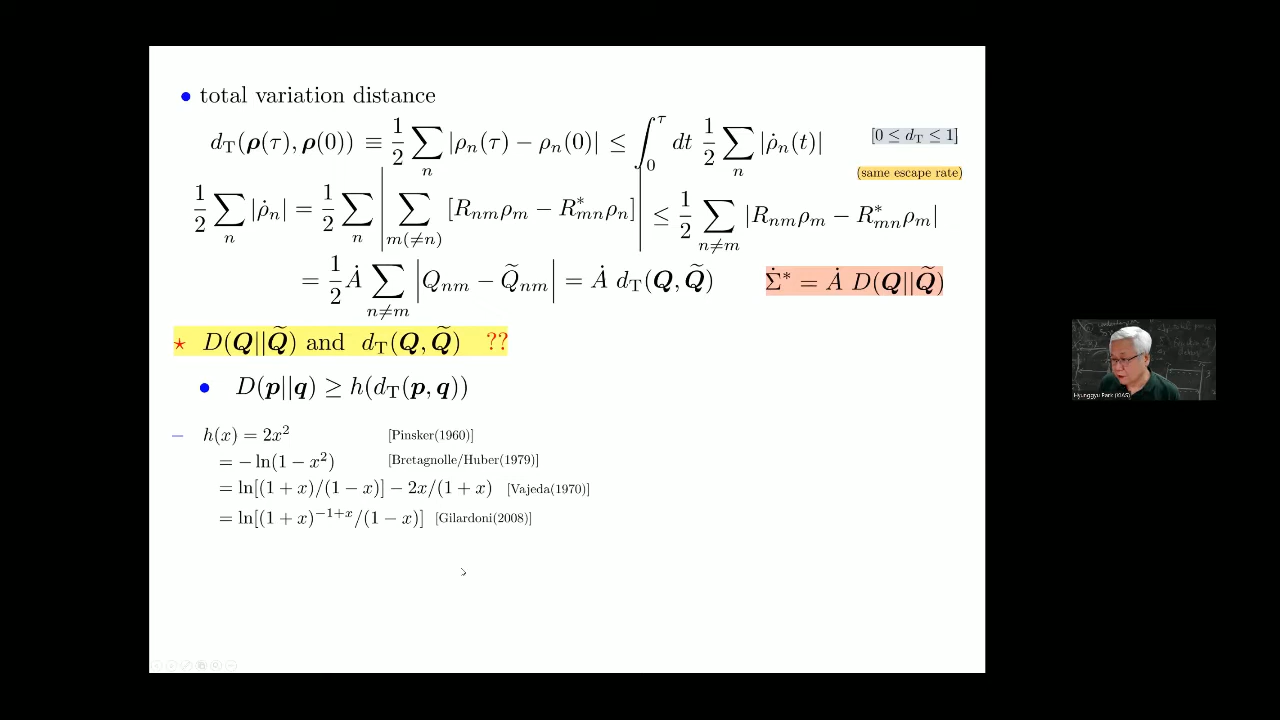 • total variation distance
d_T(ρ(τ), ρ(0)) ≡ 1/2 ∑_n |ρ_n(τ) − ρ_n(0)| ≤ ∫_0^τ dt 1/2 ∑_n |ρ̇_n(t)| [0 ≤ d_T ≤ 1]
(same escape rate)
1/2 ∑_n |ρ̇_n| = 1/2 ∑_n |∑_{m(≠n)} [R_{nm}ρ_m − R*_{mn}ρ_n]| ≤ 1/2 ∑_{n≠m} |R_{nm}ρ_m − R*_{mn}ρ_m|
= 1/2 Ȧ ∑_{n≠m} |Q_{nm} − Q̃_{nm}| = Ȧ d_T(Q, Q̃) Σ̇* = Ȧ D(Q||Q̃)
⋆ D(Q||Q̃) and d_T(Q, Q̃) ??
• D(p||q) ≥ h(d_T(p, q))
– h(x) = 2x² [Pinsker(1960)]
= − ln(1 − x²) [Bretagnolle/Huber(1979)]
= ln[(1 + x)/(1 − x)] − 2x/(1 + x) [Vajeda(1970)]
= ln[(1 + x)^{−1+x}/(1 − x)] [Gilardoni(2008)]
Hyunggyu Park (KIAS)